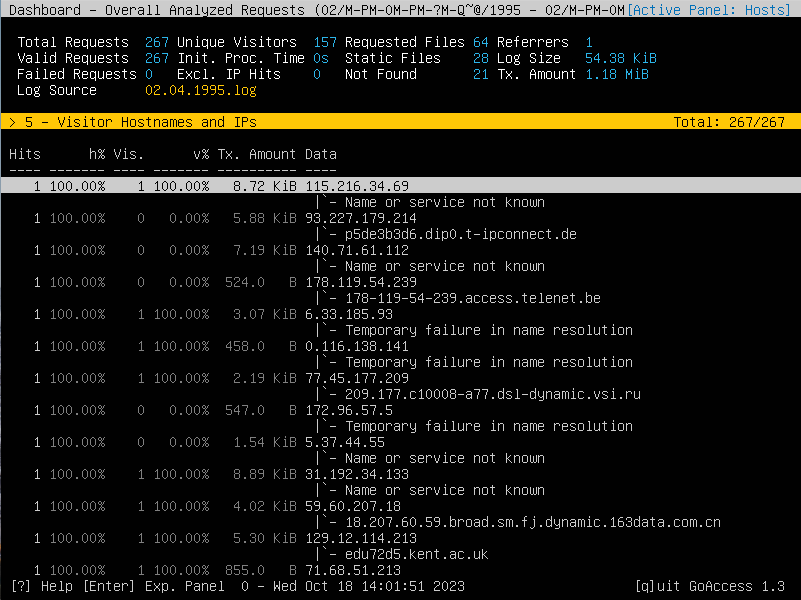 Dashboard - Overall Analyzed Requests (02/M-PM-OM-PM-?M-Q~@/1995 - 02/M-PM-OM[Active Panel: Hosts]
Total Requests 267 Unique Visitors 157 Requested Files 64 Referrers 1
Valid Requests 267 Init. Proc. Time 0s Static Files 28 Log Size 54.38 KiB
Failed Requests 0 Excl. IP Hits 0 Not Found 21 Tx. Amount 1.18 MiB
Log Source 02.04.1995.log
> 5 - Visitor Hostnames and IPs Total: 267/267
Hits h% Vis. v% Tx. Amount Data
---- ------- ---- ------- ---------- ----
1 100.00% 1 100.00% 8.72 KiB 115.216.34.69
|`- Name or service not known
1 100.00% 0 0.00% 5.88 KiB 93.227.179.214
|`- p5de3b3d6.dip0.t-ipconnect.de
1 100.00% 0 0.00% 7.19 KiB 140.71.61.112
|`- Name or service not known
1 100.00% 0 0.00% 524.0 B 178.119.54.239
|`- 178-119-54-239.access.telenet.be
1 100.00% 1 100.00% 3.07 KiB 6.33.185.93
|`- Temporary failure in name resolution
1 100.00% 1 100.00% 458.0 B 0.116.138.141
|`- Temporary failure in name resolution
1 100.00% 1 100.00% 2.19 KiB 77.45.177.209
|`- 209.177.c10008-a77.dsl-dynamic.vsi.ru
1 100.00% 0 0.00% 547.0 B 172.96.57.5
|`- Temporary failure in name resolution
1 100.00% 0 0.00% 1.54 KiB 5.37.44.55
|`- Name or service not known
1 100.00% 1 100.00% 8.89 KiB 31.192.34.133
|`- Name or service not known
1 100.00% 1 100.00% 4.02 KiB 59.60.207.18
|`- 18.207.60.59.broad.sm.fj.dynamic.163data.com.cn
1 100.00% 1 100.00% 5.30 KiB 129.12.114.213
|`- edu72d5.kent.ac.uk
1 100.00% 1 100.00% 855.0 B 71.68.51.213
[?] Help [Enter] Exp. Panel 0 - Wed Oct 18 14:01:51 2023 [q]uit GoAccess 1.3